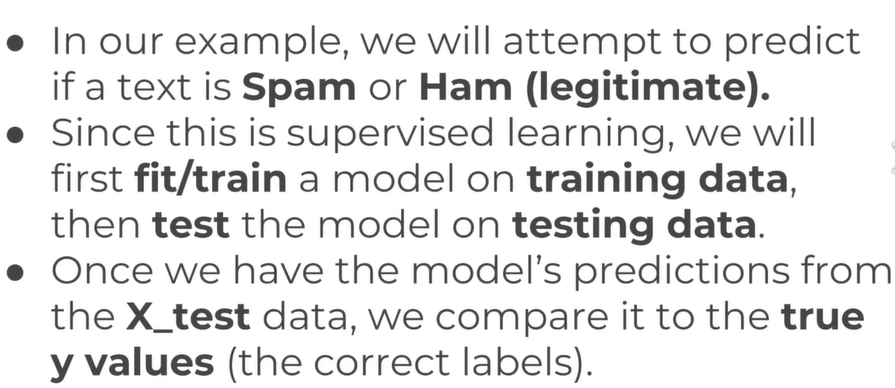 ● In our example, we will attempt to predict
if a text is Spam or Ham (legitimate).
● Since this is supervised learning, we will
first fit/train a model on training data,
then test the model on testing data.
● Once we have the model’s predictions from
the X_test data, we compare it to the true
y values (the correct labels).